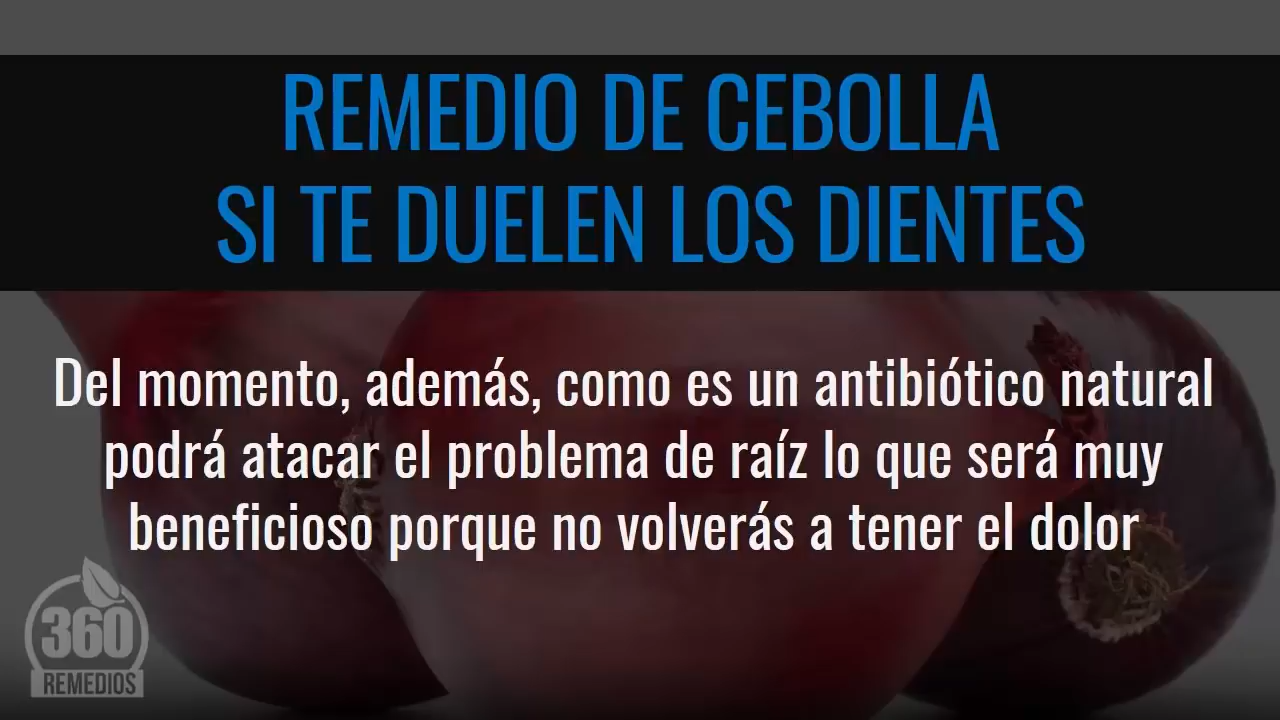 REMEDIO DE CEBOLLA
SI TE DUELEN LOS DIENTES
Del momento, además, como es un antibiótico natural
podrá atacar el problema de raíz lo que será muy
beneficioso porque no volverás a tener el dolor
360
REMEDIOS